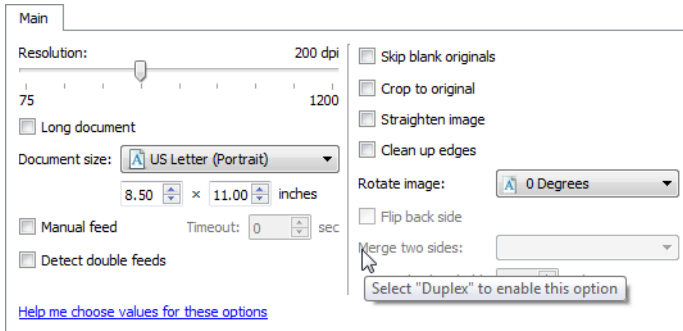 Main
Resolution: 200 dpi
75 1200
Long document
Document size: A US Letter (Portrait)
8.50 × 11.00 inches
Manual feed Timeout: 0 sec
Detect double feeds
Help me choose values for these options
Skip blank originals
Crop to original
Straighten image
Clean up edges
Rotate image: A 0 Degrees
Flip back side
Merge two sides:
Select "Duplex" to enable this option